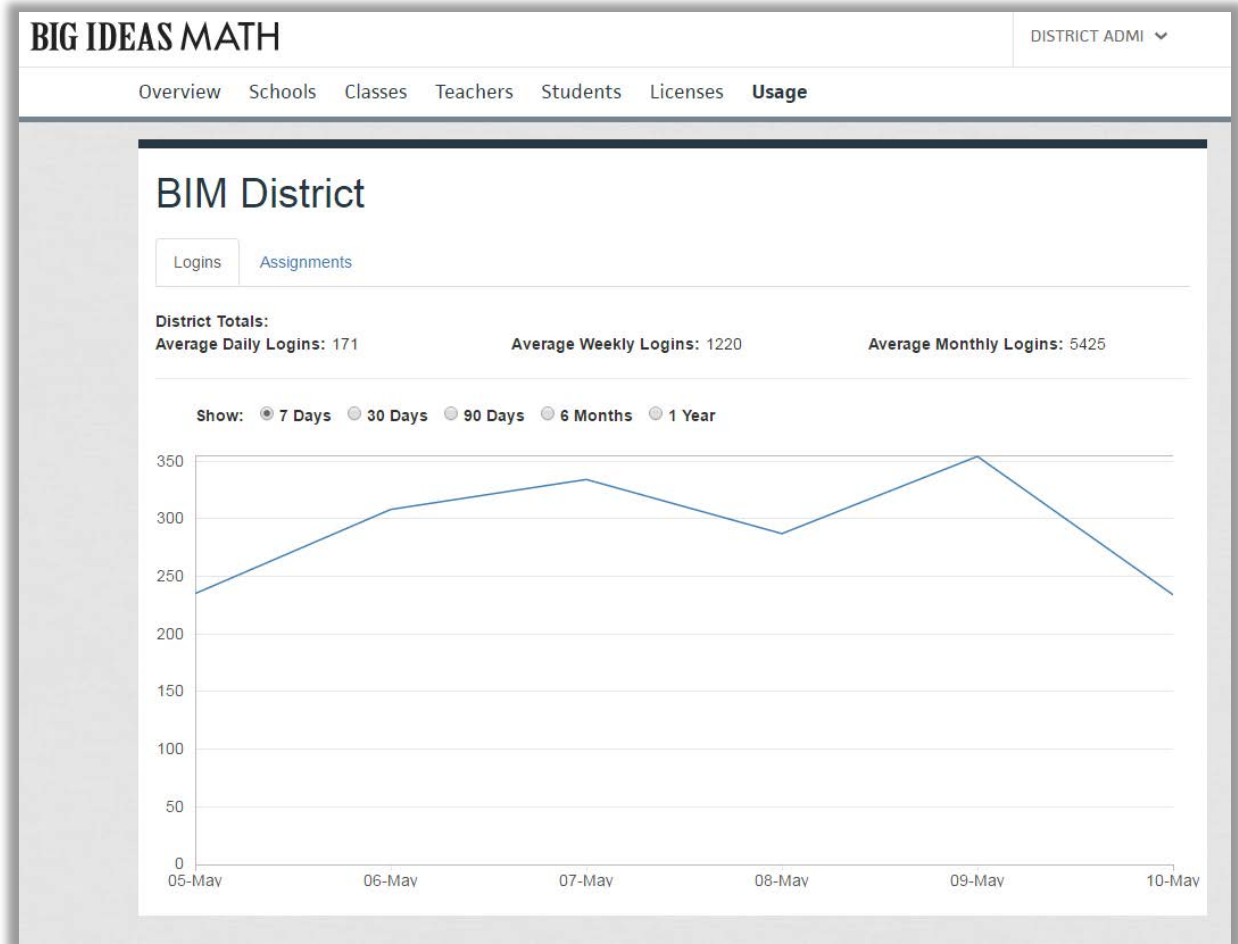 BIG IDEAS MATH
DISTRICT ADMI
Overview Schools Classes Teachers Students Licenses Usage
BIM District
Logins Assignments
District Totals:
Average Daily Logins: 171 Average Weekly Logins: 1220 Average Monthly Logins: 5425
Show: 7 Days 30 Days 90 Days 6 Months 1 Year
350
300
250
200
150
100
50
0
05-May 06-May 07-May 08-May 09-May 10-May